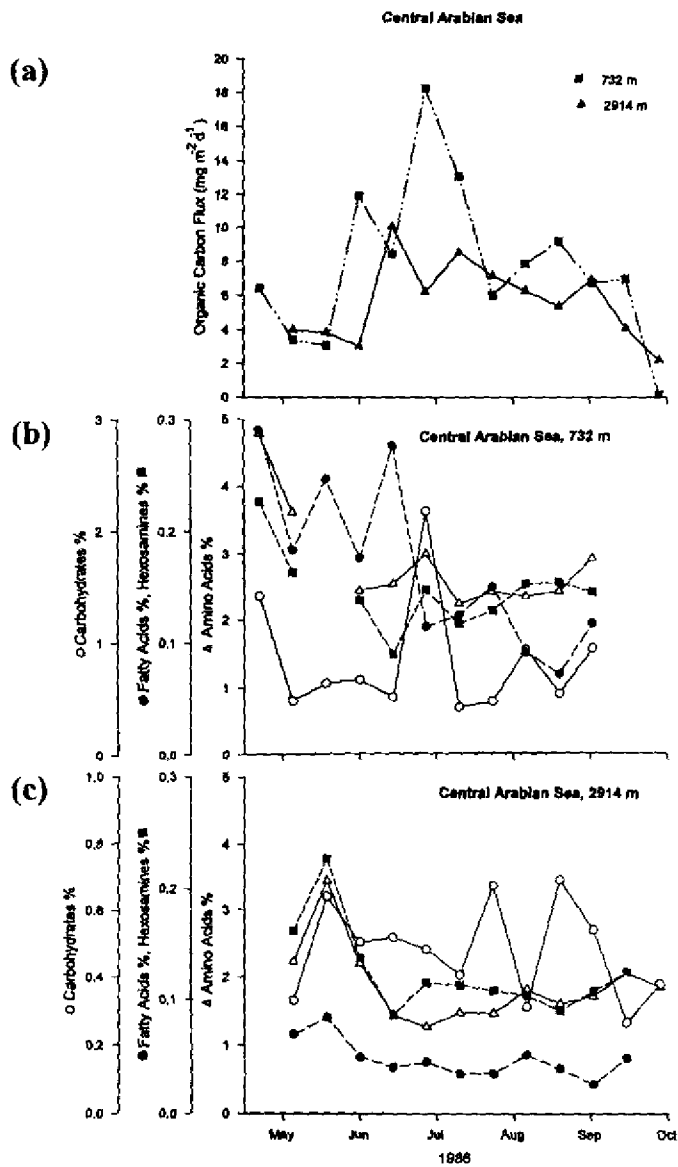 Central Arabian Sea
(a)
Organic Carbon Flux (mg m-2 d-1)
20
18
16
14
12
10
8
6
4
2
0
■ 732 m
▲ 2914 m
(b)
Central Arabian Sea, 732 m
○ Carbohydrates %
3
2
1
0
● Fatty Acids %, Hexosamines % ■
0.3
0.2
0.1
0.0
△ Amino Acids %
5
4
3
2
1
0
(c)
Central Arabian Sea, 2914 m
○ Carbohydrates %
1.0
0.8
0.6
0.4
0.2
0.0
● Fatty Acids %, Hexosamines % ■
0.3
0.2
0.1
0.0
△ Amino Acids %
5
4
3
2
1
0
May Jun Jul Aug Sep Oct
1986